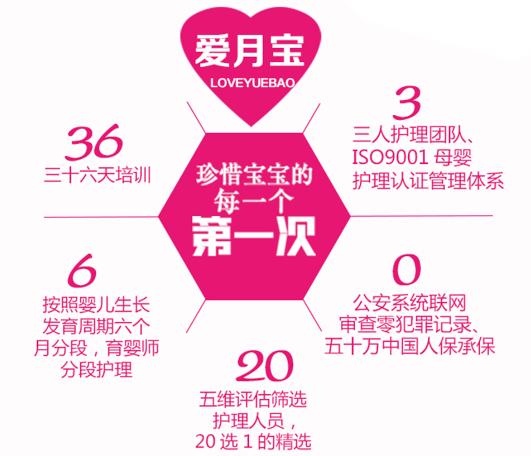 爱月宝
LOVEYUEBAO
36
三十六天培训
3
三人护理团队、
ISO9001 母婴
护理认证管理体系
珍惜宝宝的
每一个
第一次
6
按照婴儿生长
发育周期六个
月分段，育婴师
分段护理
0
公安系统联网
审查零犯罪记录、
五十万中国人保承保
20
五维评估筛选
护理人员，
20 选 1 的精选